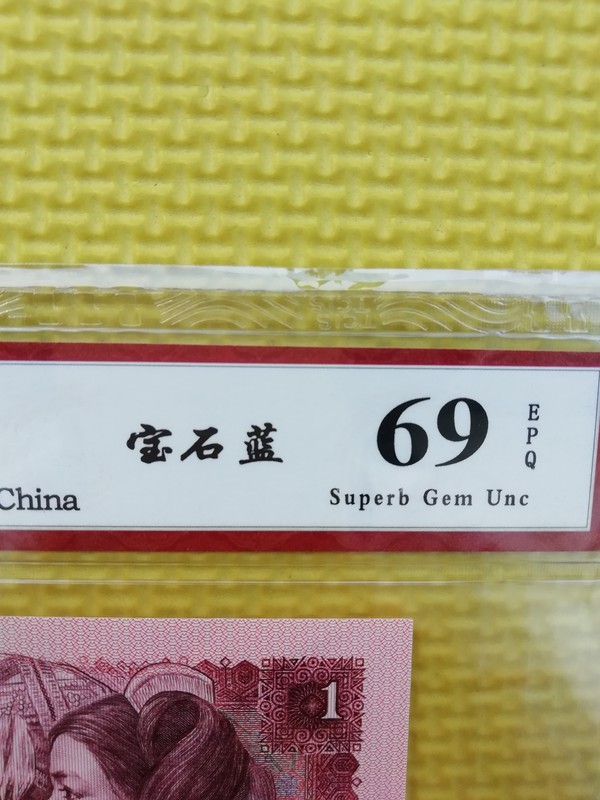 宝石蓝
69
EPQ
China
Superb Gem Unc
1